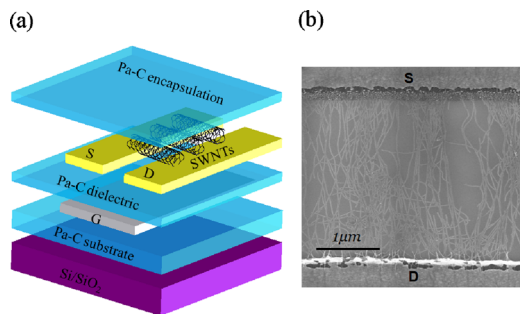 (a)
Pa-C encapsulation
S
D
SWNTs
Pa-C dielectric
G
Pa-C substrate
Si/SiO₂
(b)
S
1μm
D